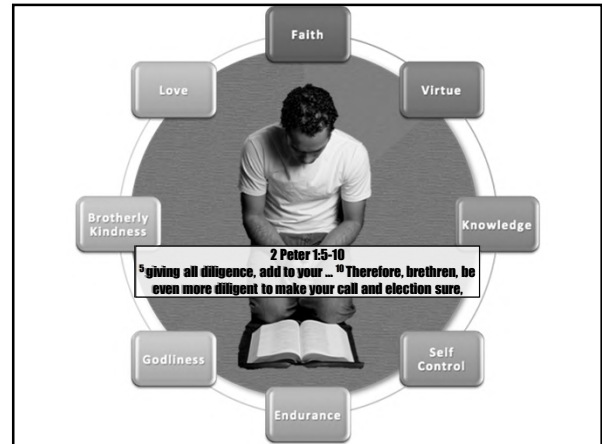 Faith
Virtue
Knowledge
Self
Control
Endurance
Godliness
Brotherly
Kindness
Love
2 Peter 1:5-10
5 giving all diligence, add to your ... 10 Therefore, brethren, be
even more diligent to make your call and election sure,